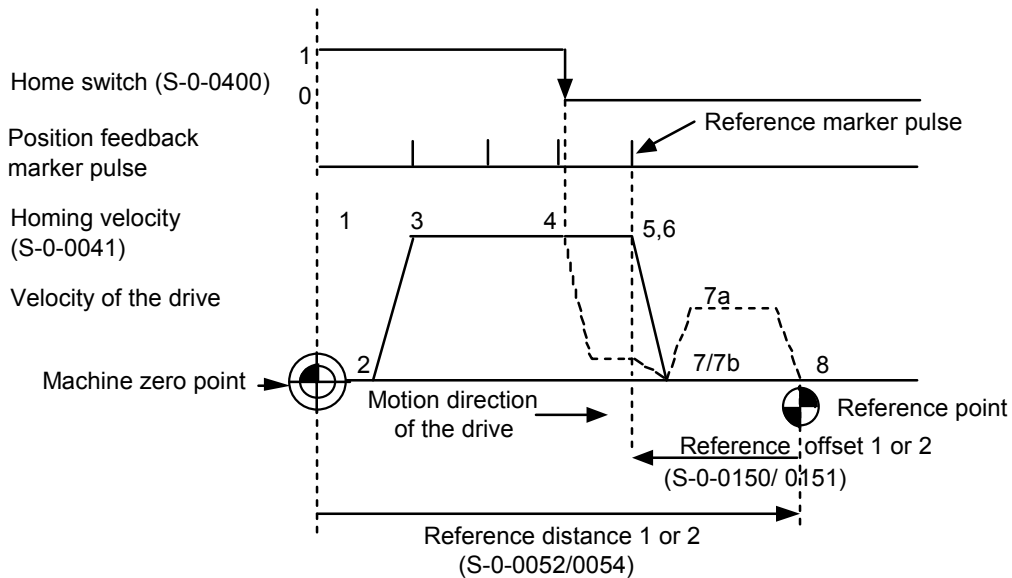 1
Home switch (S-0-0400)
0
Reference marker pulse
Position feedback
marker pulse
Homing velocity
(S-0-0041)
1
3
4
5,6
Velocity of the drive
7a
2
7/7b
8
Machine zero point
Motion direction
of the drive
Reference point
Reference offset 1 or 2
(S-0-0150/ 0151)
Reference distance 1 or 2
(S-0-0052/0054)